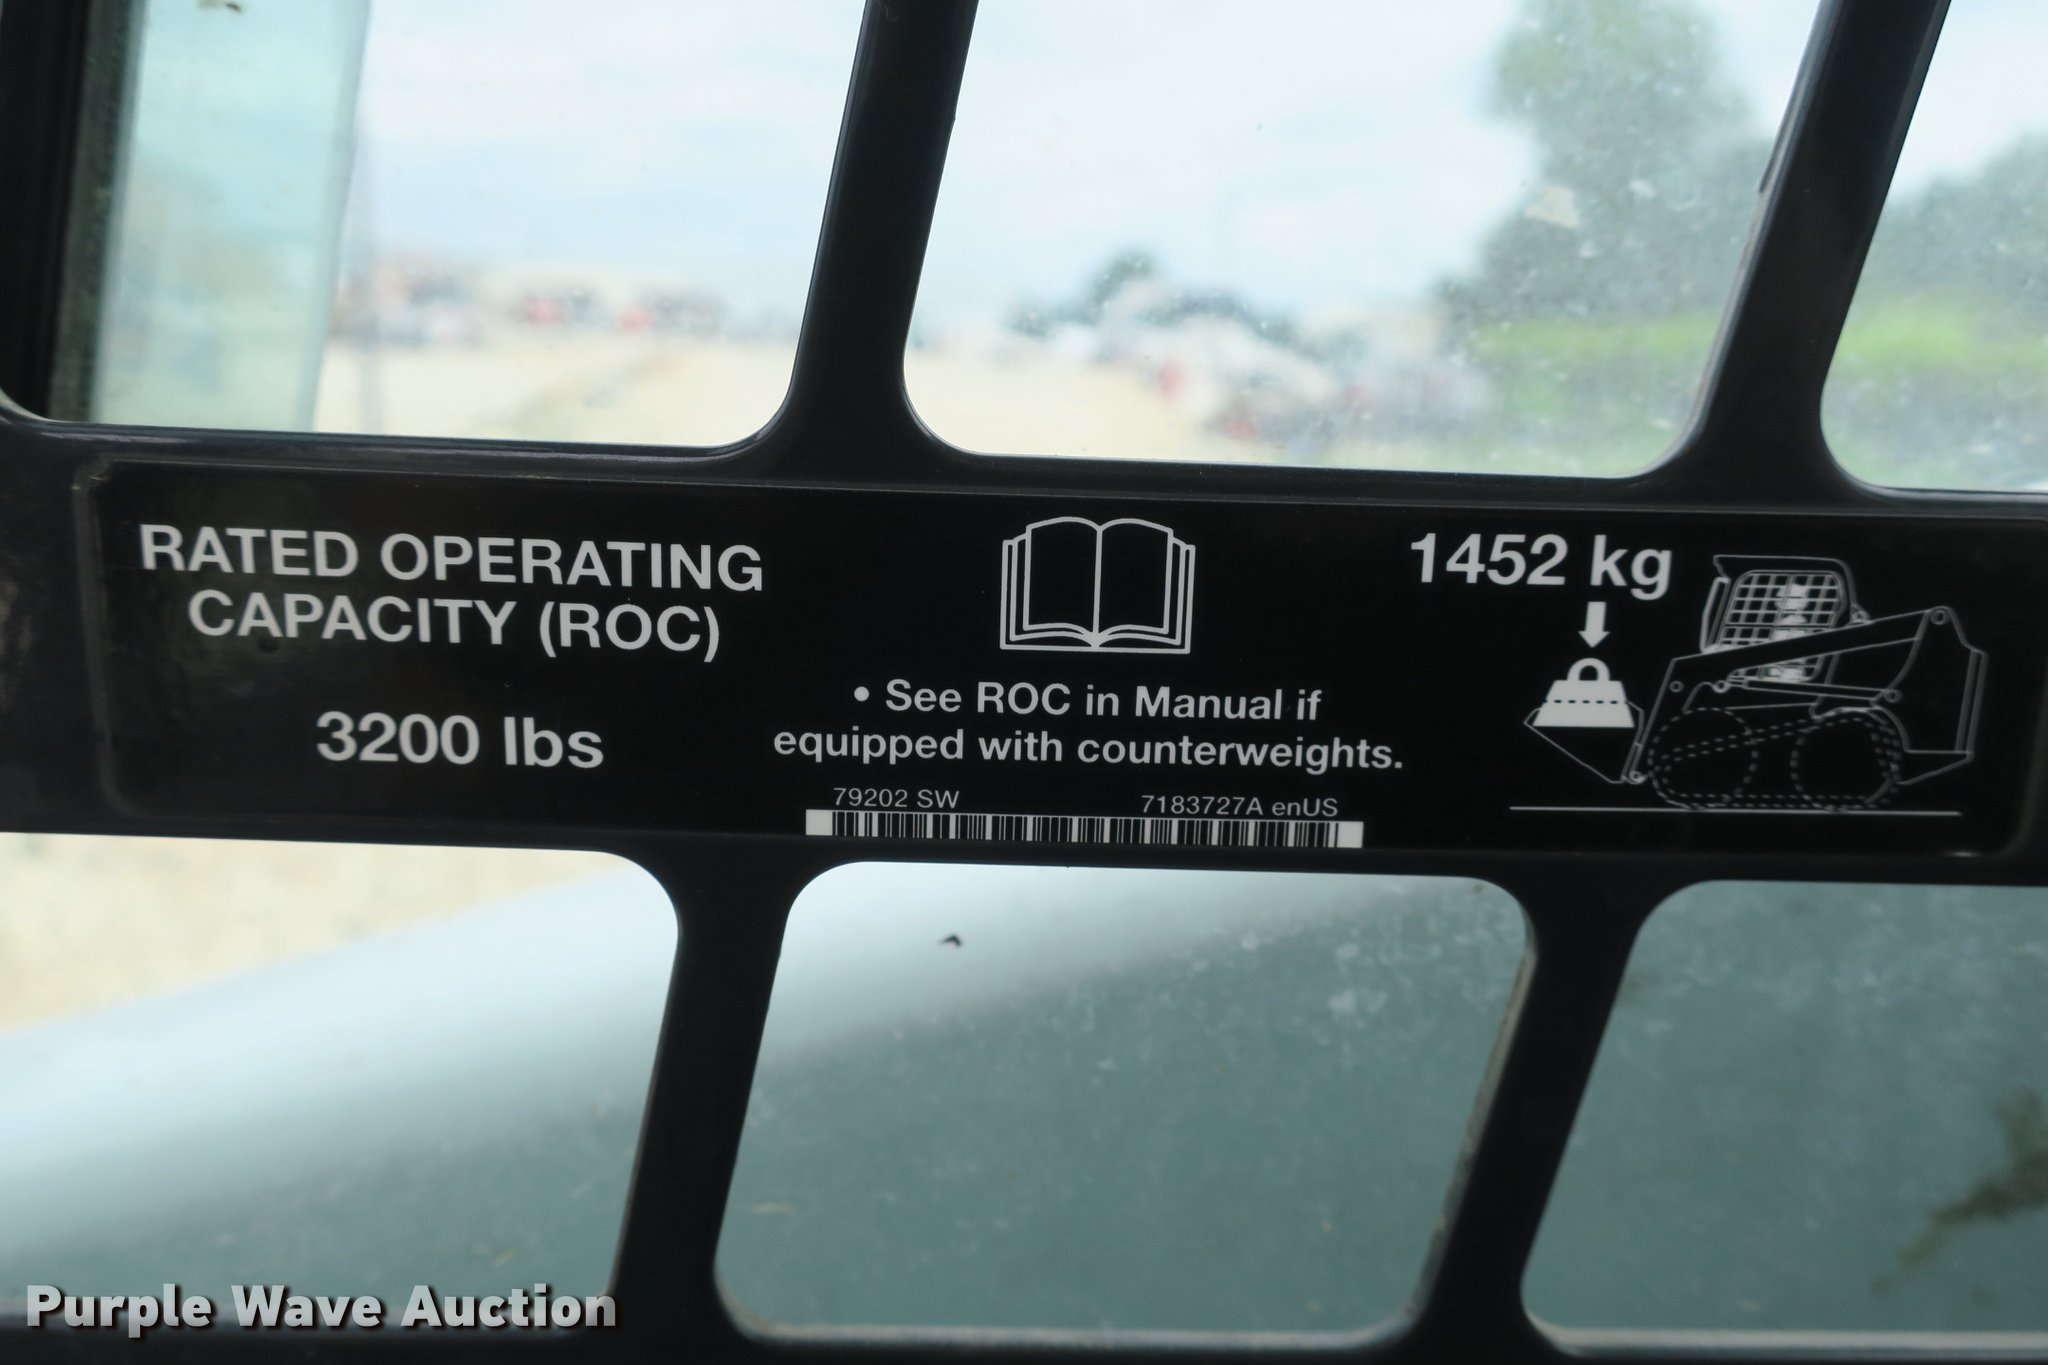 RATED OPERATING
CAPACITY (ROC)
3200 lbs
• See ROC in Manual if
equipped with counterweights.
79202 SW 7183727A enUS
1452 kg
Purple Wave Auction